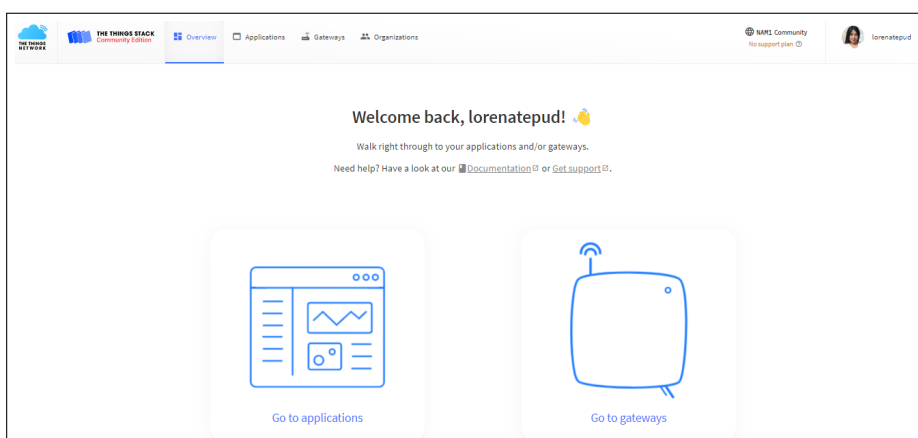 THE THINGS NETWORK
THE THINGS STACK
Community Edition
Overview
Applications
Gateways
Organizations
NAM1 Community
No support plan
lorenatepud
Welcome back, lorenatepud! 👋
Walk right through to your applications and/or gateways.
Need help? Have a look at our Documentation or Get support.
Go to applications
Go to gateways